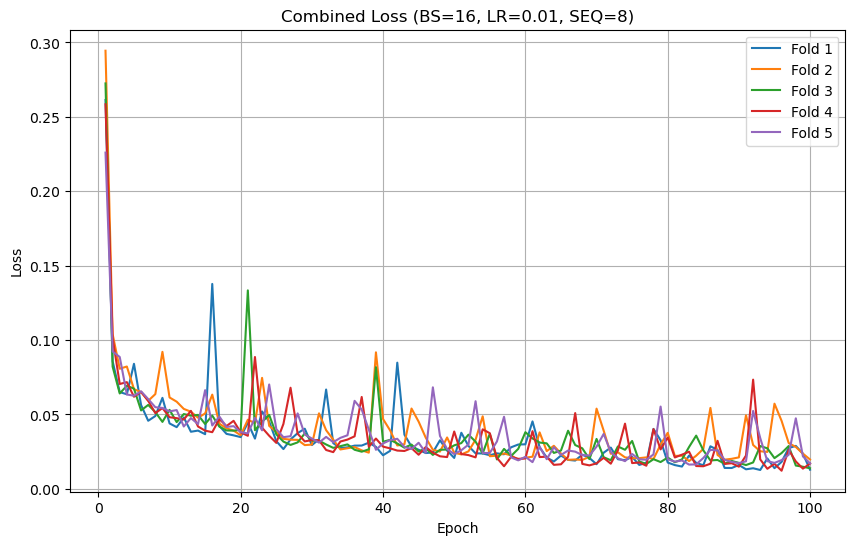 Combined Loss (BS=16, LR=0.01, SEQ=8)
Loss
0.30
0.25
0.20
0.15
0.10
0.05
0.00
Fold 1
Fold 2
Fold 3
Fold 4
Fold 5
0 20 40 60 80 100
Epoch